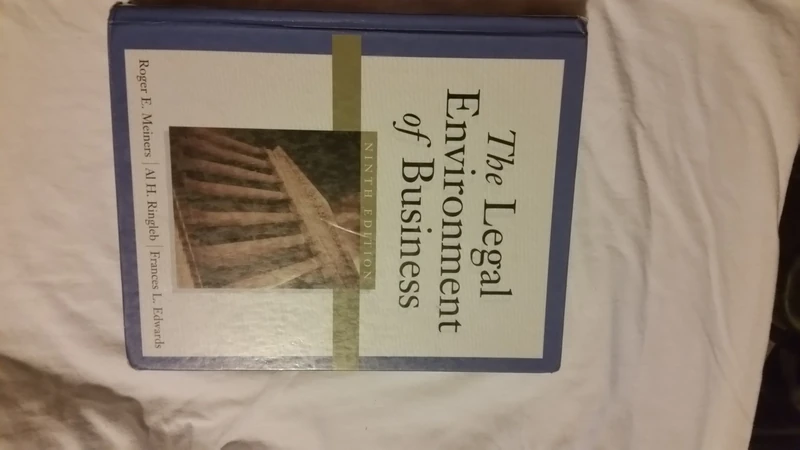 The Legal
Environment
of Business
NINTH EDITION
Roger E. Meiners | Al H. Ringleb | Frances L. Edwards